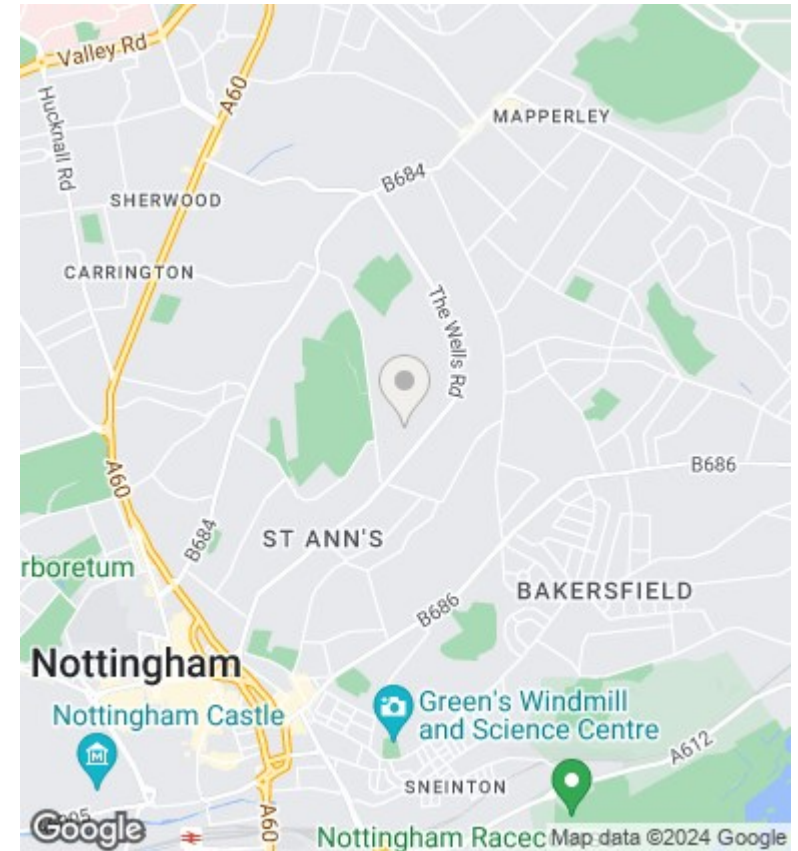 Valley Rd
A60
Hucknall Rd
MAPPERLEY
B684
SHERWOOD
CARRINGTON
The Wells Rd
B686
A60
B684
ST ANN'S
rboretum
BAKERSFIELD
B686
Nottingham
Green's Windmill
and Science Centre
Nottingham Castle
A612
SNEINTON
A60
Google
Nottingham Racec
Map data ©2024 Google